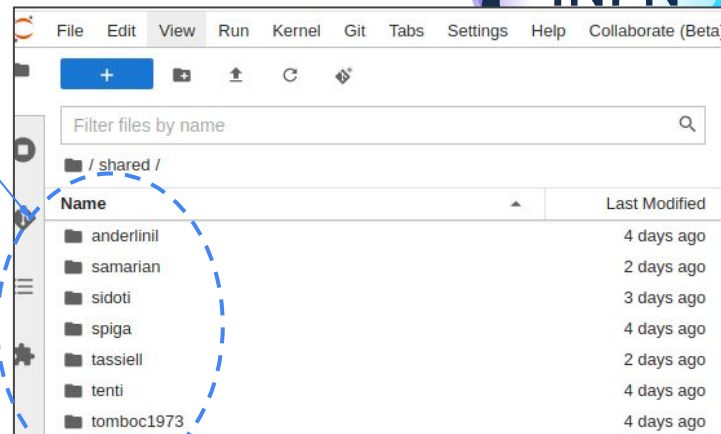 INFN
File Edit View Run Kernel Git Tabs Settings Help Collaborate (Beta)
+
Filter files by name
/ shared /
Name Last Modified
anderlinil 4 days ago
samarian 2 days ago
sidoti 3 days ago
spiga 4 days ago
tassiell 2 days ago
tenti 4 days ago
tomboc1973 4 days ago